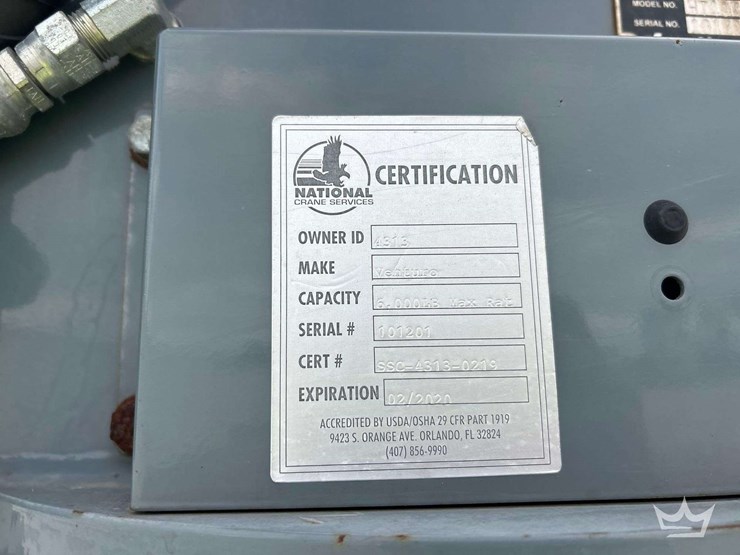 MODEL NO.
SERIAL NO.
NATIONAL
CRANE SERVICES
CERTIFICATION
OWNER ID 4313
MAKE Venturo
CAPACITY 6,000LB Max Rat
SERIAL # 101201
CERT # SSC-4313-0219
EXPIRATION 02/2020
ACCREDITED BY USDA/OSHA 29 CFR PART 1919
9423 S. ORANGE AVE. ORLANDO, FL 32824
(407) 856-9990